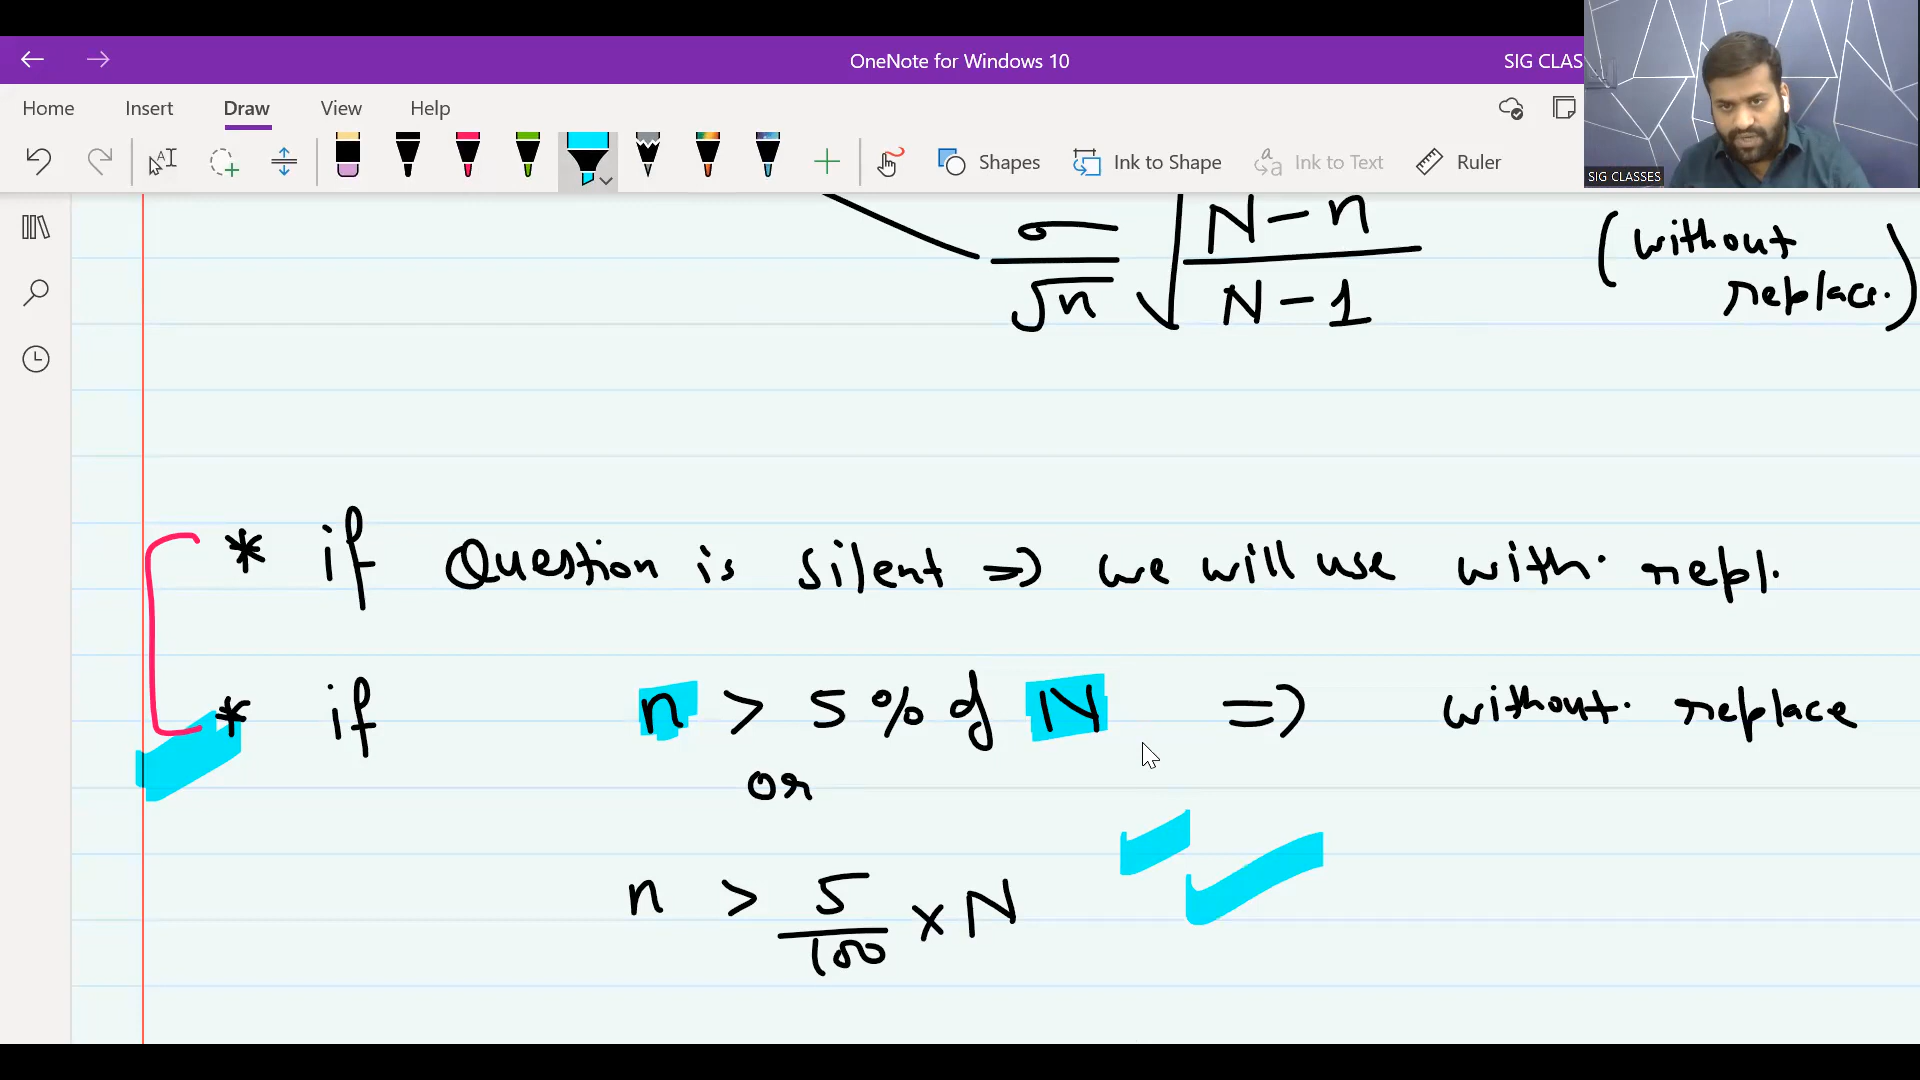 OneNote for Windows 10
SIG CLAS
Home Insert Draw View Help
Shapes Ink to Shape Ink to Text Ruler
SIG CLASSES
σ/√n √(N-n/N-1) (without replace.)
* if Question is silent => we will use with. repl.
* if n > 5% of N => without. replace
or
n > 5/100 × N